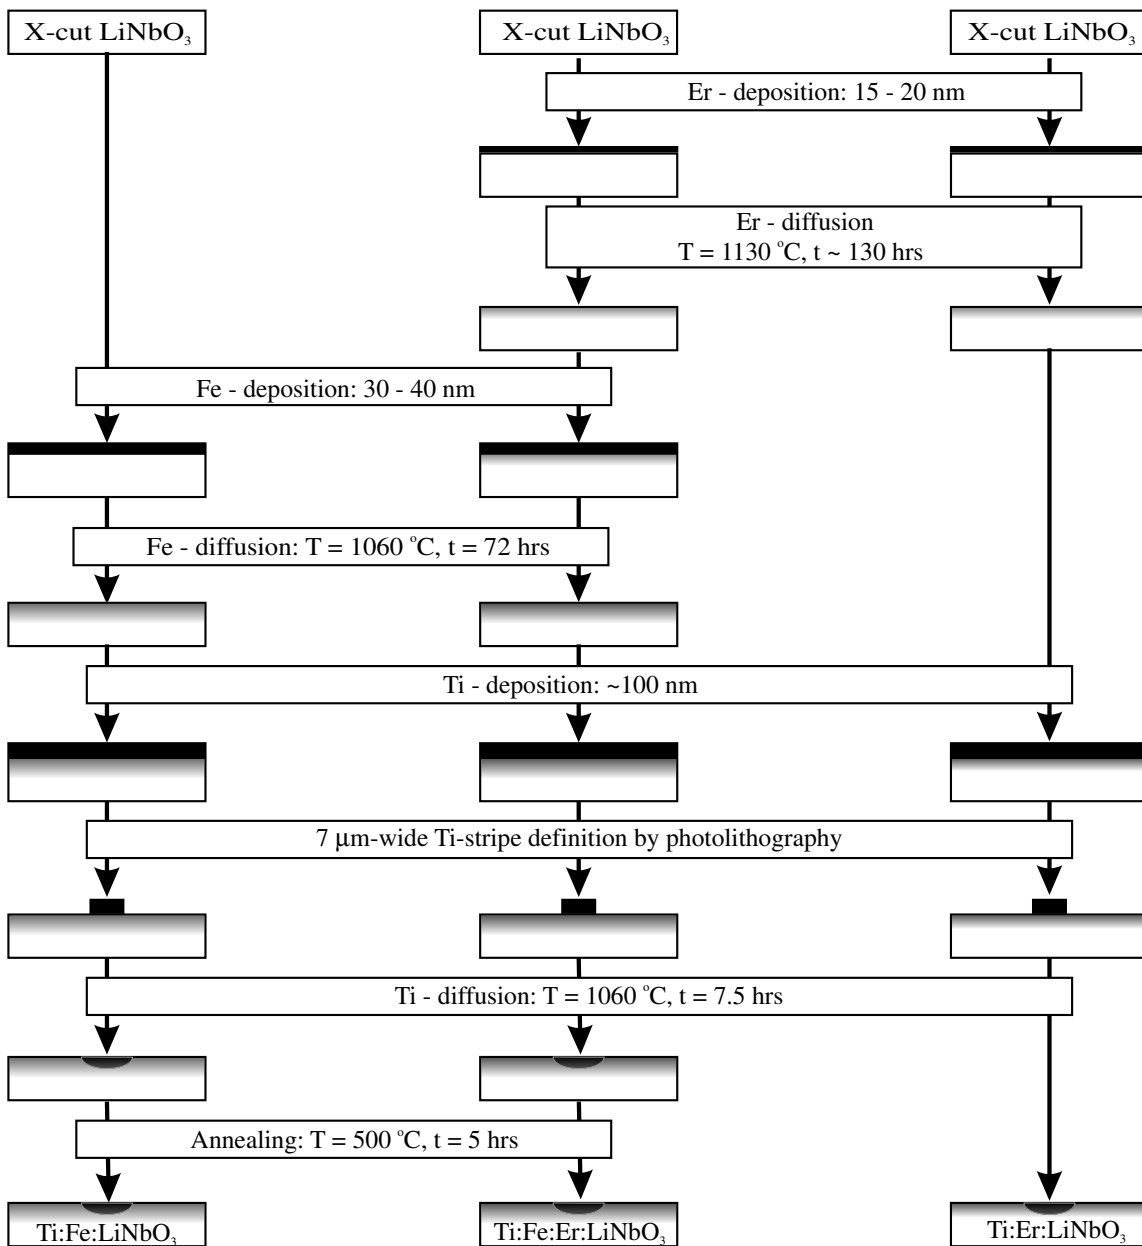 X-cut LiNbO₃
X-cut LiNbO₃
X-cut LiNbO₃
Er - deposition: 15 - 20 nm
Er - diffusion
T = 1130 °C, t ~ 130 hrs
Fe - deposition: 30 - 40 nm
Fe - diffusion: T = 1060 °C, t = 72 hrs
Ti - deposition: ~100 nm
7 µm-wide Ti-stripe definition by photolithography
Ti - diffusion: T = 1060 °C, t = 7.5 hrs
Annealing: T = 500 °C, t = 5 hrs
Ti:Fe:LiNbO₃
Ti:Fe:Er:LiNbO₃
Ti:Er:LiNbO₃